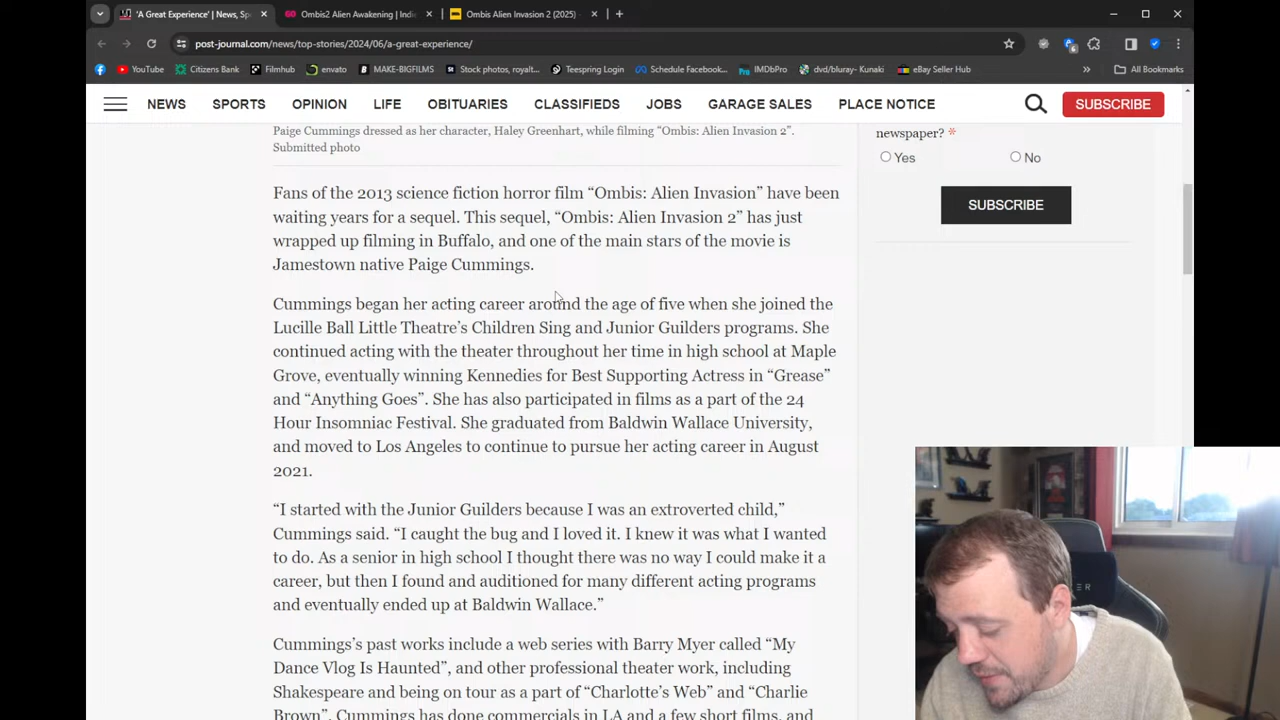 'A Great Experience' | News, Sp
Ombis2 Alien Awakening | Indie
Ombis Alien Invasion 2 (2025)
post-journal.com/news/top-stories/2024/06/a-great-experience/
YouTube
Citizens Bank
Filmhub
envato
MAKE-BIGFILMS
Stock photos, royalt...
Teespring Login
Schedule Facebook...
IMDbPro
dvd/bluray- Kunaki
eBay Seller Hub
»
All Bookmarks
NEWS
SPORTS
OPINION
LIFE
OBITUARIES
CLASSIFIEDS
JOBS
GARAGE SALES
PLACE NOTICE
SUBSCRIBE
Paige Cummings dressed as her character, Haley Greenhart, while filming “Ombis: Alien Invasion 2”.
Submitted photo
Fans of the 2013 science fiction horror film “Ombis: Alien Invasion” have been
waiting years for a sequel. This sequel, “Ombis: Alien Invasion 2” has just
wrapped up filming in Buffalo, and one of the main stars of the movie is
Jamestown native Paige Cummings.
Cummings began her acting career around the age of five when she joined the
Lucille Ball Little Theatre’s Children Sing and Junior Guilders programs. She
continued acting with the theater throughout her time in high school at Maple
Grove, eventually winning Kennedies for Best Supporting Actress in “Grease”
and “Anything Goes”. She has also participated in films as a part of the 24
Hour Insomniac Festival. She graduated from Baldwin Wallace University,
and moved to Los Angeles to continue to pursue her acting career in August
2021.
“I started with the Junior Guilders because I was an extroverted child,”
Cummings said. “I caught the bug and I loved it. I knew it was what I wanted
to do. As a senior in high school I thought there was no way I could make it a
career, but then I found and auditioned for many different acting programs
and eventually ended up at Baldwin Wallace.”
Cummings’s past works include a web series with Barry Myer called “My
Dance Vlog Is Haunted”, and other professional theater work, including
Shakespeare and being on tour as a part of “Charlotte’s Web” and “Charlie
Brown”. Cummings has done commercials in LA and a few short films, and
newspaper? *
Yes
No
SUBSCRIBE